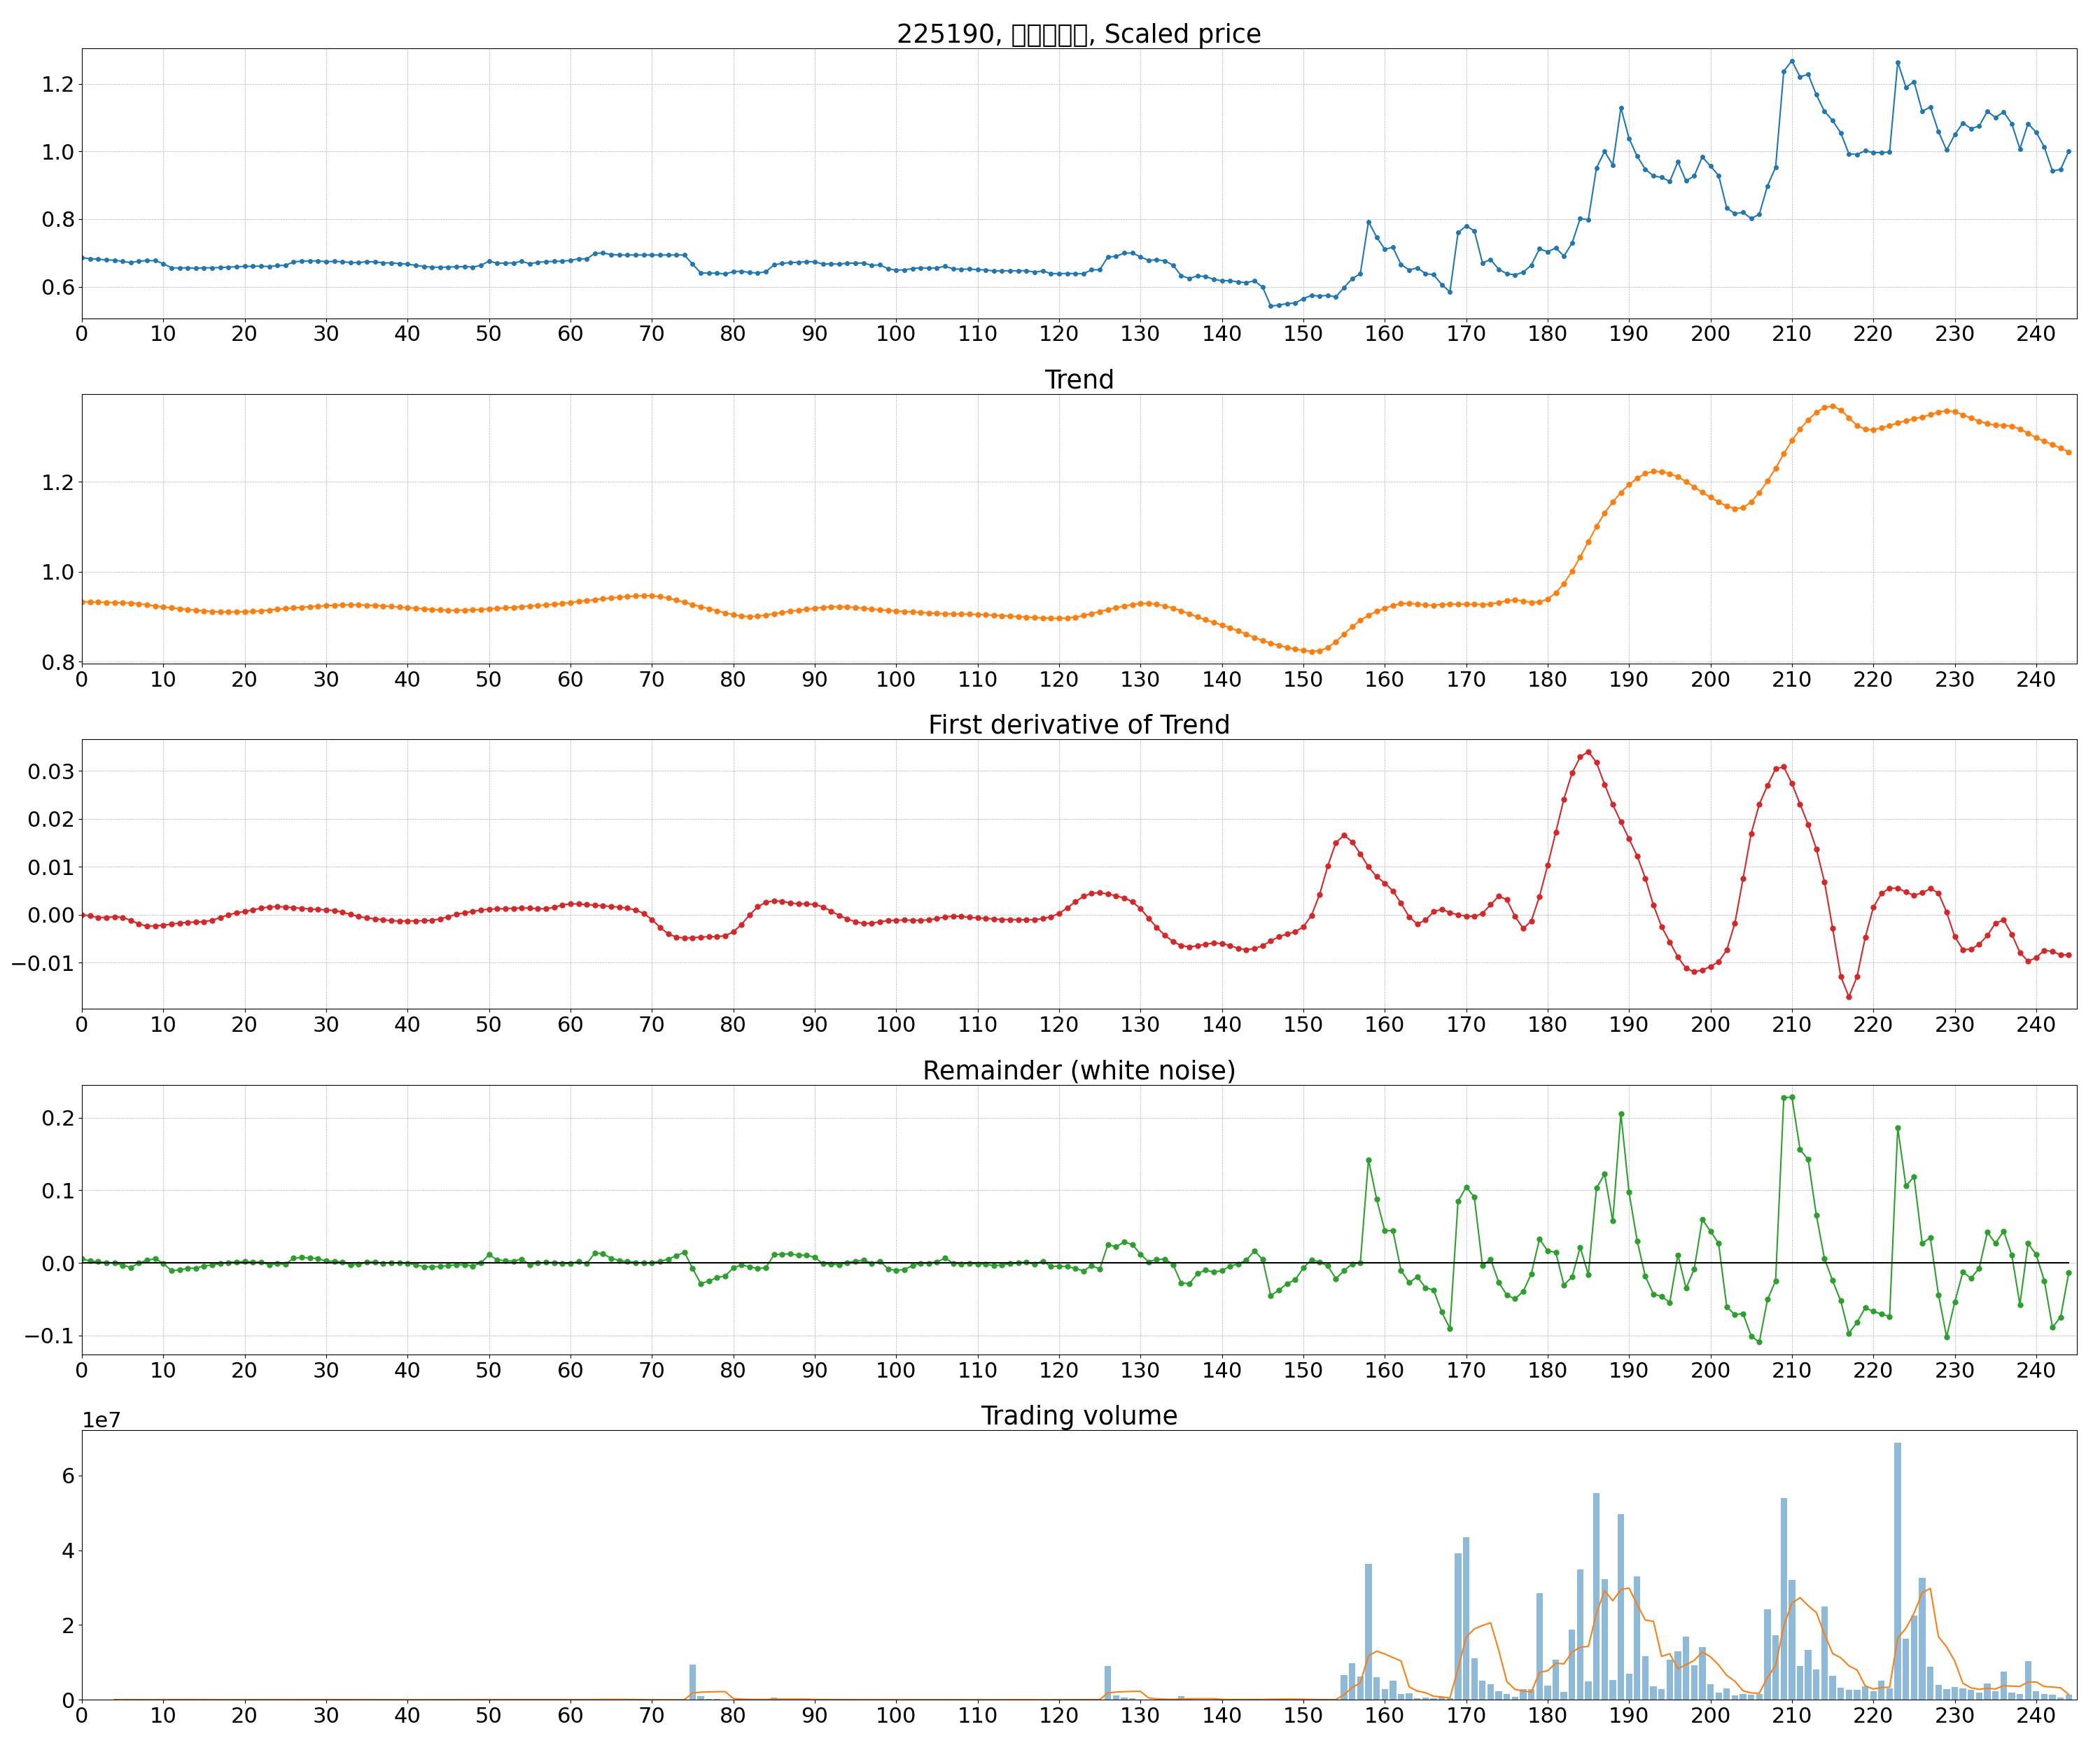 225190, □□□□□, Scaled price
1.2
1.0
0.8
0.6
0 10 20 30 40 50 60 70 80 90 100 110 120 130 140 150 160 170 180 190 200 210 220 230 240
Trend
1.2
1.0
0.8
0 10 20 30 40 50 60 70 80 90 100 110 120 130 140 150 160 170 180 190 200 210 220 230 240
First derivative of Trend
0.03
0.02
0.01
0.00
−0.01
0 10 20 30 40 50 60 70 80 90 100 110 120 130 140 150 160 170 180 190 200 210 220 230 240
Remainder (white noise)
0.2
0.1
0.0
−0.1
0 10 20 30 40 50 60 70 80 90 100 110 120 130 140 150 160 170 180 190 200 210 220 230 240
Trading volume
1e7
6
4
2
0
0 10 20 30 40 50 60 70 80 90 100 110 120 130 140 150 160 170 180 190 200 210 220 230 240